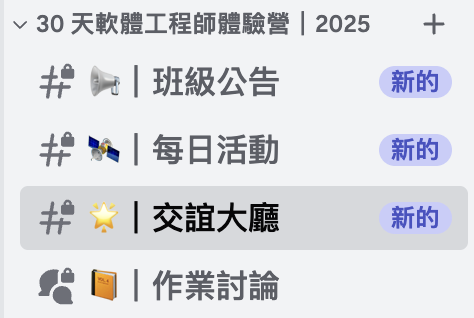 30 天軟體工程師體驗營｜2025
｜班級公告 新的
｜每日活動 新的
｜交誼大廳 新的
｜作業討論